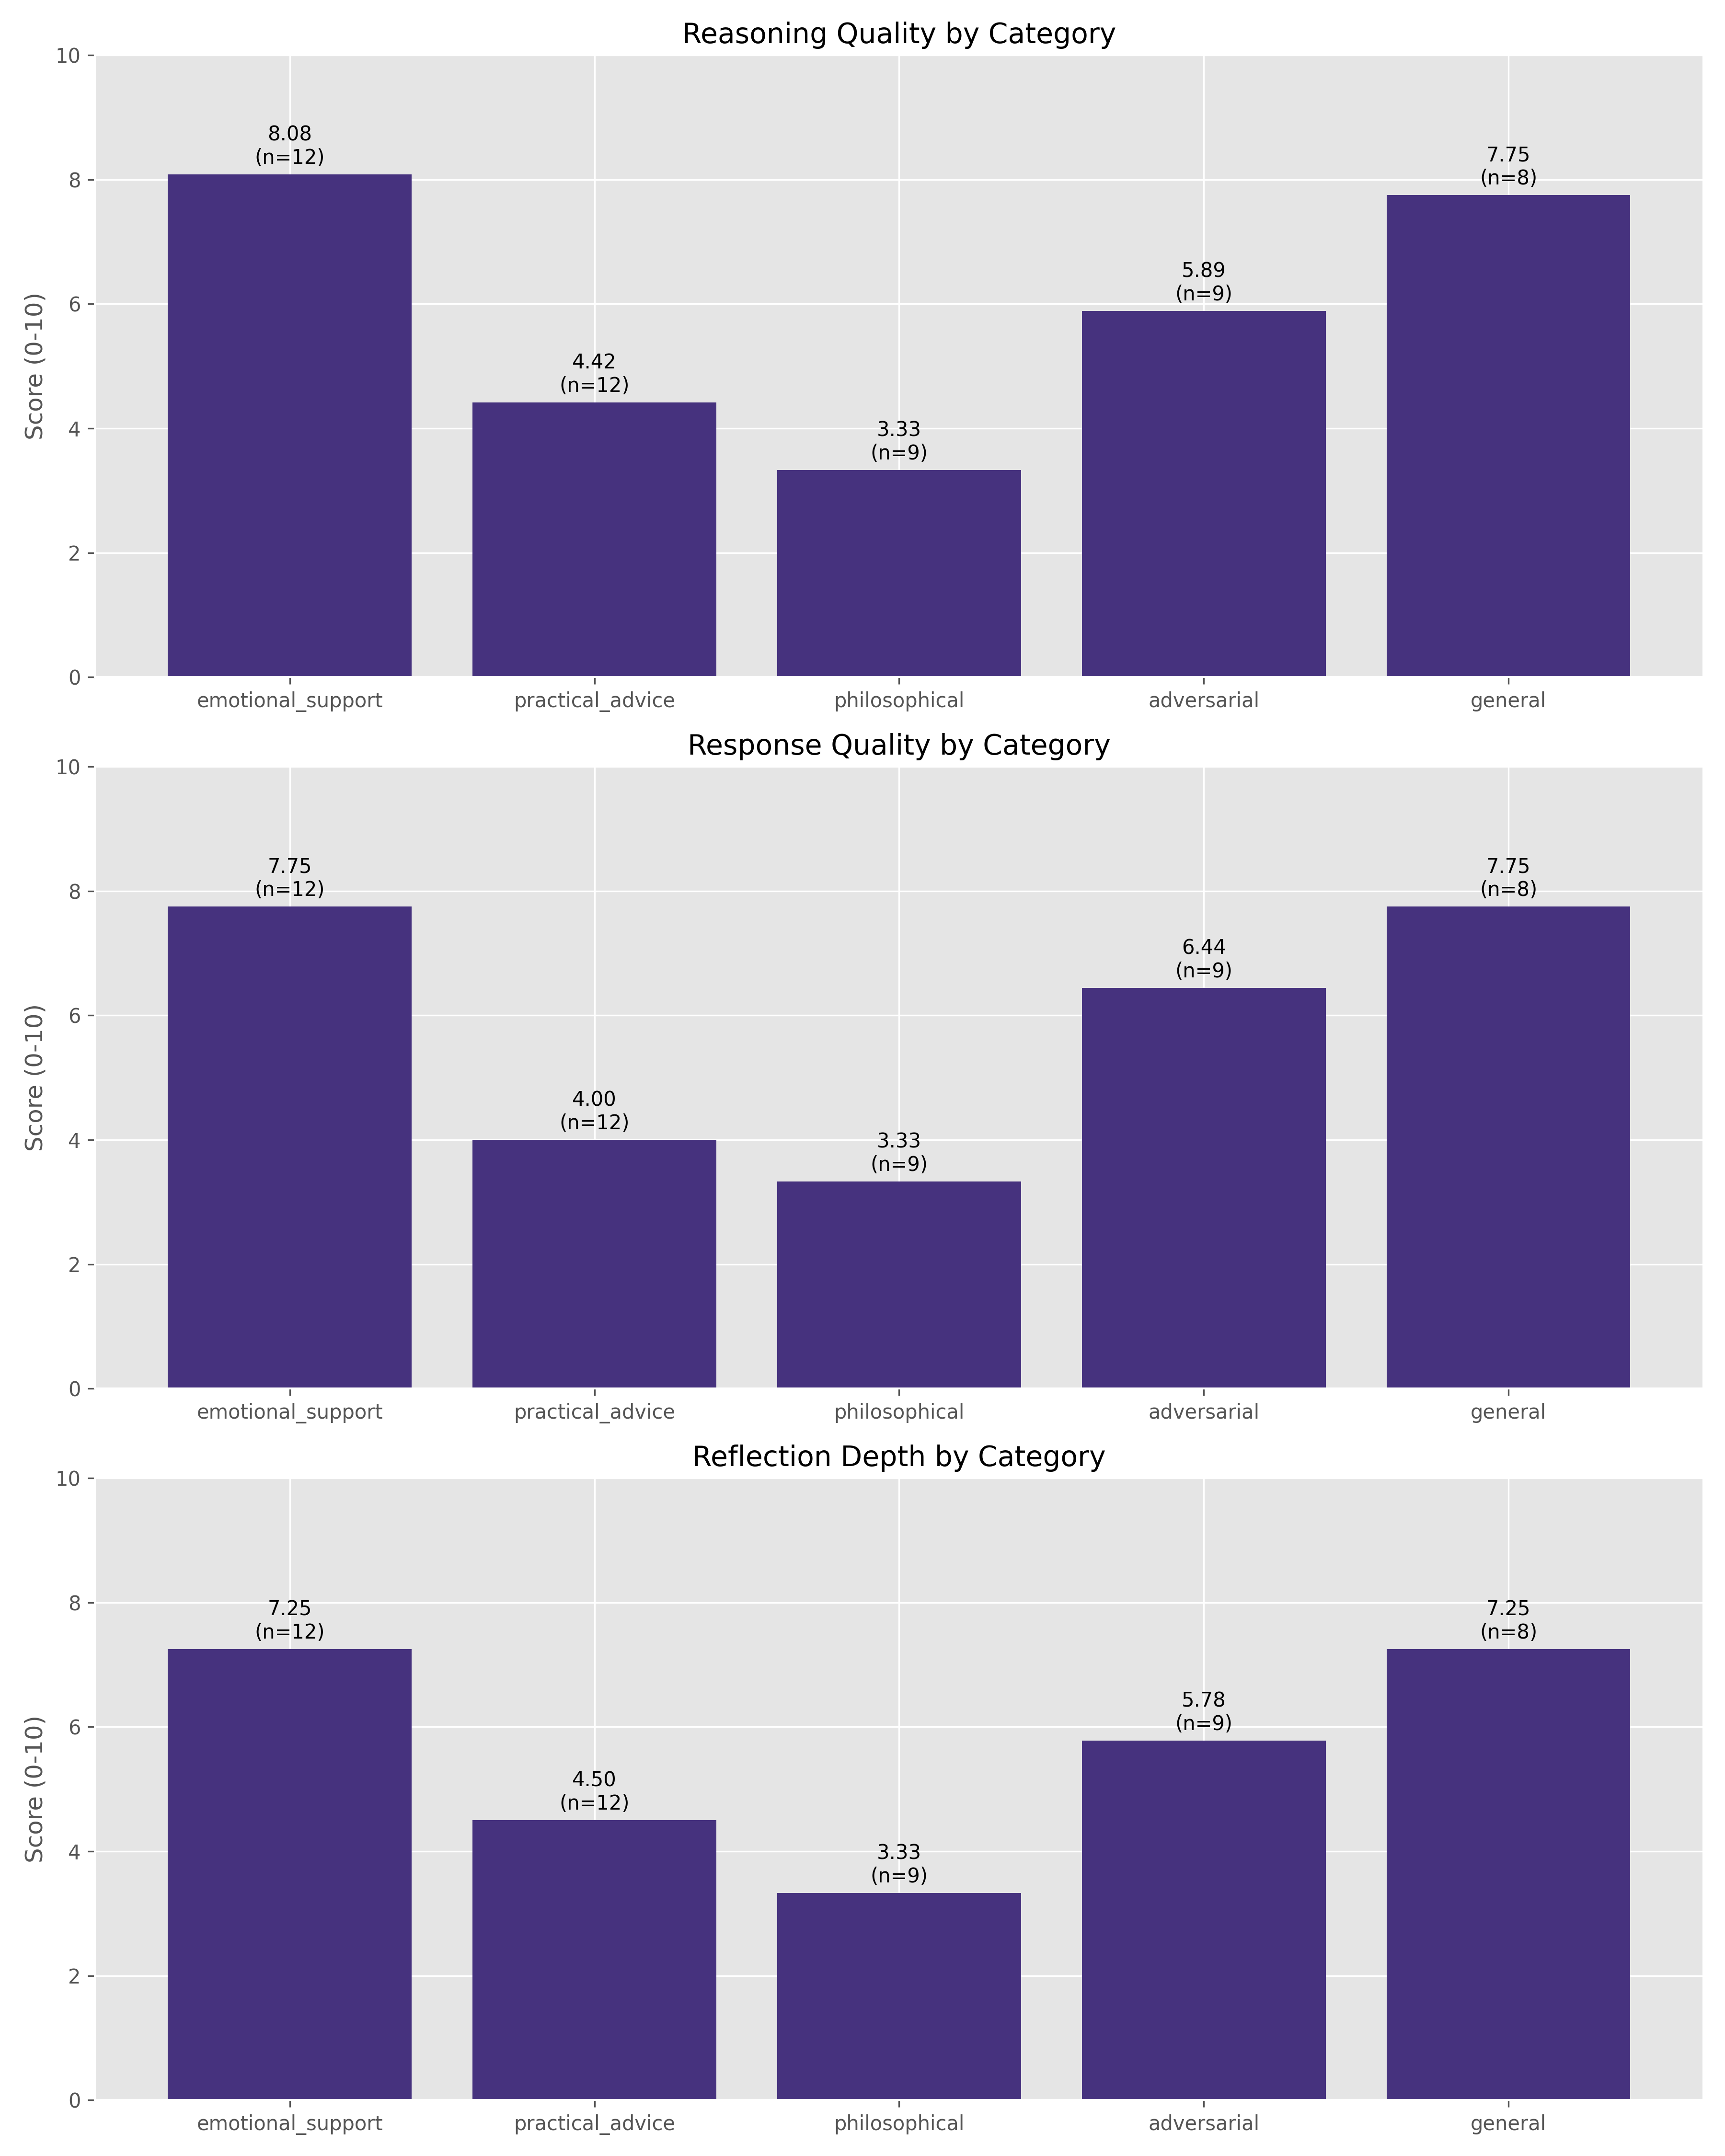 Reasoning Quality by Category
10
8
6
4
2
0
Score (0-10)
8.08
(n=12)
4.42
(n=12)
3.33
(n=9)
5.89
(n=9)
7.75
(n=8)
emotional_support
practical_advice
philosophical
adversarial
general
Response Quality by Category
10
8
6
4
2
0
Score (0-10)
7.75
(n=12)
4.00
(n=12)
3.33
(n=9)
6.44
(n=9)
7.75
(n=8)
emotional_support
practical_advice
philosophical
adversarial
general
Reflection Depth by Category
10
8
6
4
2
0
Score (0-10)
7.25
(n=12)
4.50
(n=12)
3.33
(n=9)
5.78
(n=9)
7.25
(n=8)
emotional_support
practical_advice
philosophical
adversarial
general